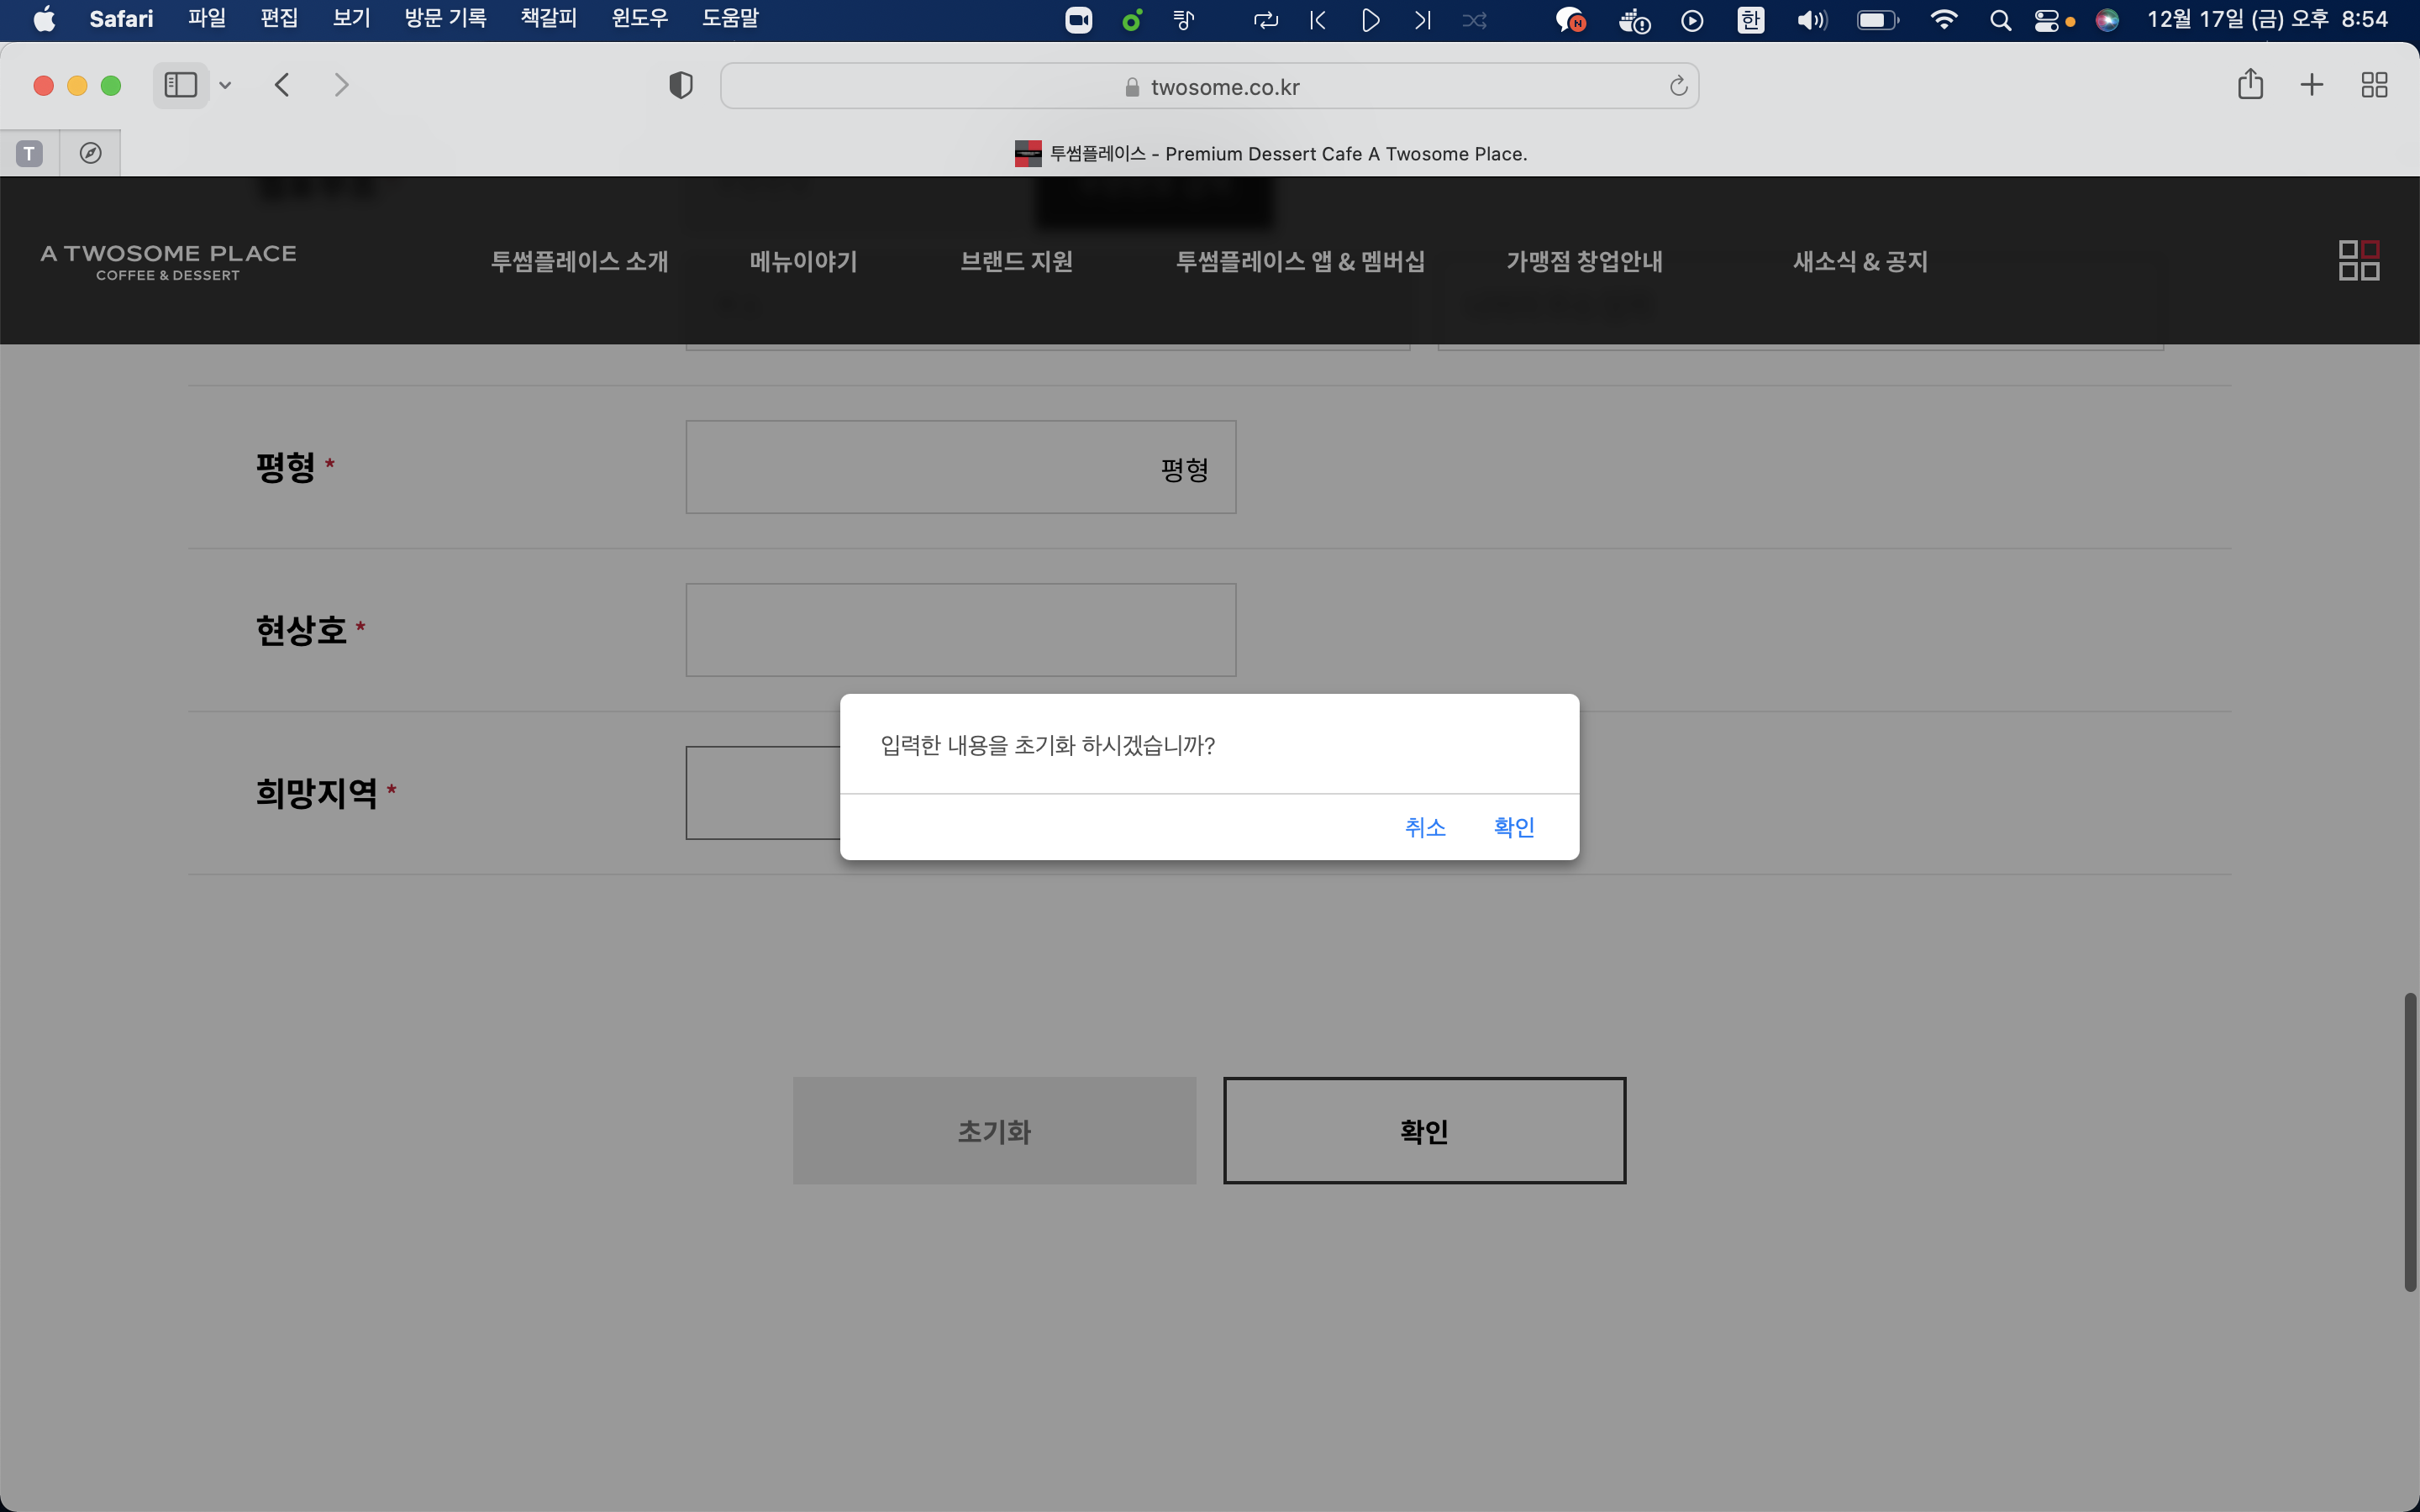 Safari 파일 편집 보기 방문 기록 책갈피 윈도우 도움말 N 한 12월 17일 (금) 오후 8:54
twosome.co.kr
T 투썸플레이스 - Premium Dessert Cafe A Twosome Place.
A TWOSOME PLACE
COFFEE & DESSERT
투썸플레이스 소개 메뉴이야기 브랜드 지원 투썸플레이스 앱 & 멤버십 가맹점 창업안내 새소식 & 공지
평형 * 평형
현상호 *
입력한 내용을 초기화 하시겠습니까?
희망지역 *
취소 확인
초기화 확인